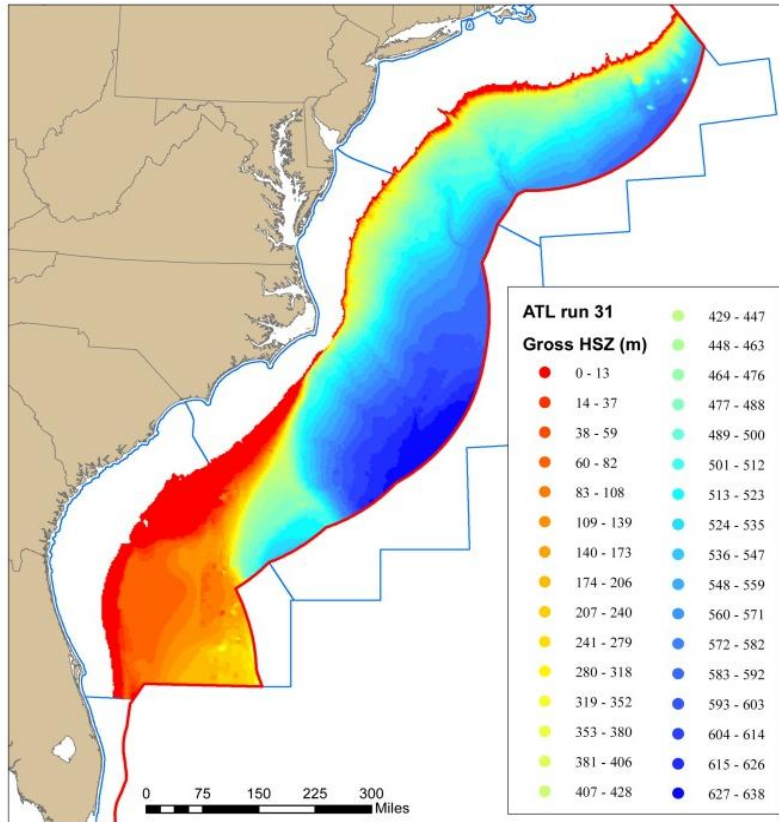 ATL run 31
Gross HSZ (m)
0 - 13
14 - 37
38 - 59
60 - 82
83 - 108
109 - 139
140 - 173
174 - 206
207 - 240
241 - 279
280 - 318
319 - 352
353 - 380
381 - 406
407 - 428
429 - 447
448 - 463
464 - 476
477 - 488
489 - 500
501 - 512
513 - 523
524 - 535
536 - 547
548 - 559
560 - 571
572 - 582
583 - 592
593 - 603
604 - 614
615 - 626
627 - 638
0 75 150 225 300
Miles